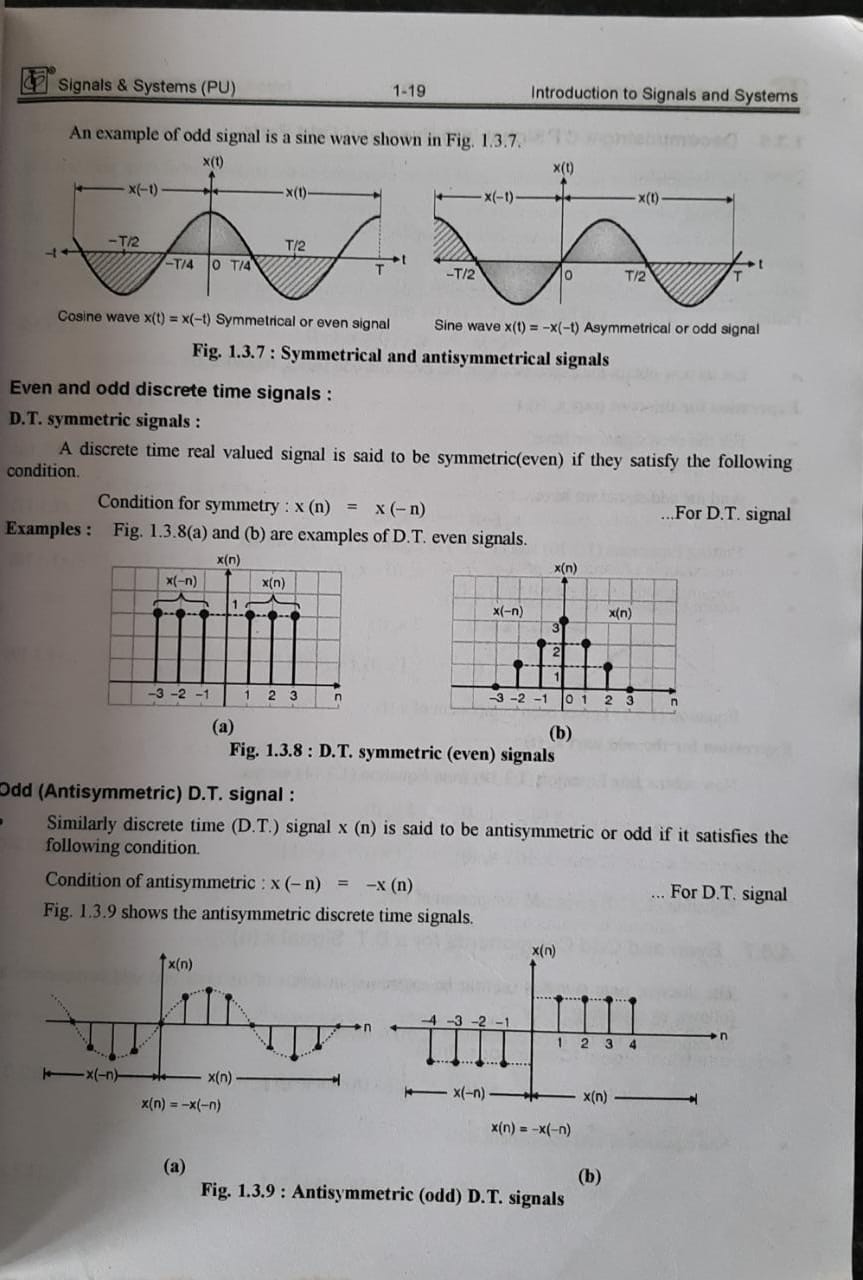 Signals & Systems (PU) 1-19 Introduction to Signals and Systems
An example of odd signal is a sine wave shown in Fig. 1.3.7.
x(t) x(t)
x(–t) x(t) x(–t) x(t)
–T/2 T/2
–t –T/4 0 T/4 T t –T/2 0 T/2 T t
Cosine wave x(t) = x(–t) Symmetrical or even signal Sine wave x(t) = –x(–t) Asymmetrical or odd signal
Fig. 1.3.7 : Symmetrical and antisymmetrical signals
Even and odd discrete time signals :
D.T. symmetric signals :
A discrete time real valued signal is said to be symmetric(even) if they satisfy the following
condition.
Condition for symmetry : x (n) = x (– n) ...For D.T. signal
Examples : Fig. 1.3.8(a) and (b) are examples of D.T. even signals.
x(n) x(n)
x(–n) x(n) x(–n) x(n)
1 3
2
1
–3 –2 –1 1 2 3 n –3 –2 –1 0 1 2 3 n
(a) (b)
Fig. 1.3.8 : D.T. symmetric (even) signals
Odd (Antisymmetric) D.T. signal :
Similarly discrete time (D.T.) signal x (n) is said to be antisymmetric or odd if it satisfies the
following condition.
Condition of antisymmetric : x (– n) = –x (n) ... For D.T. signal
Fig. 1.3.9 shows the antisymmetric discrete time signals.
x(n) x(n)
n –4 –3 –2 –1 1 2 3 4 n
x(–n) x(n) x(–n) x(n)
x(n) = –x(–n) x(n) = –x(–n)
(a) (b)
Fig. 1.3.9 : Antisymmetric (odd) D.T. signals